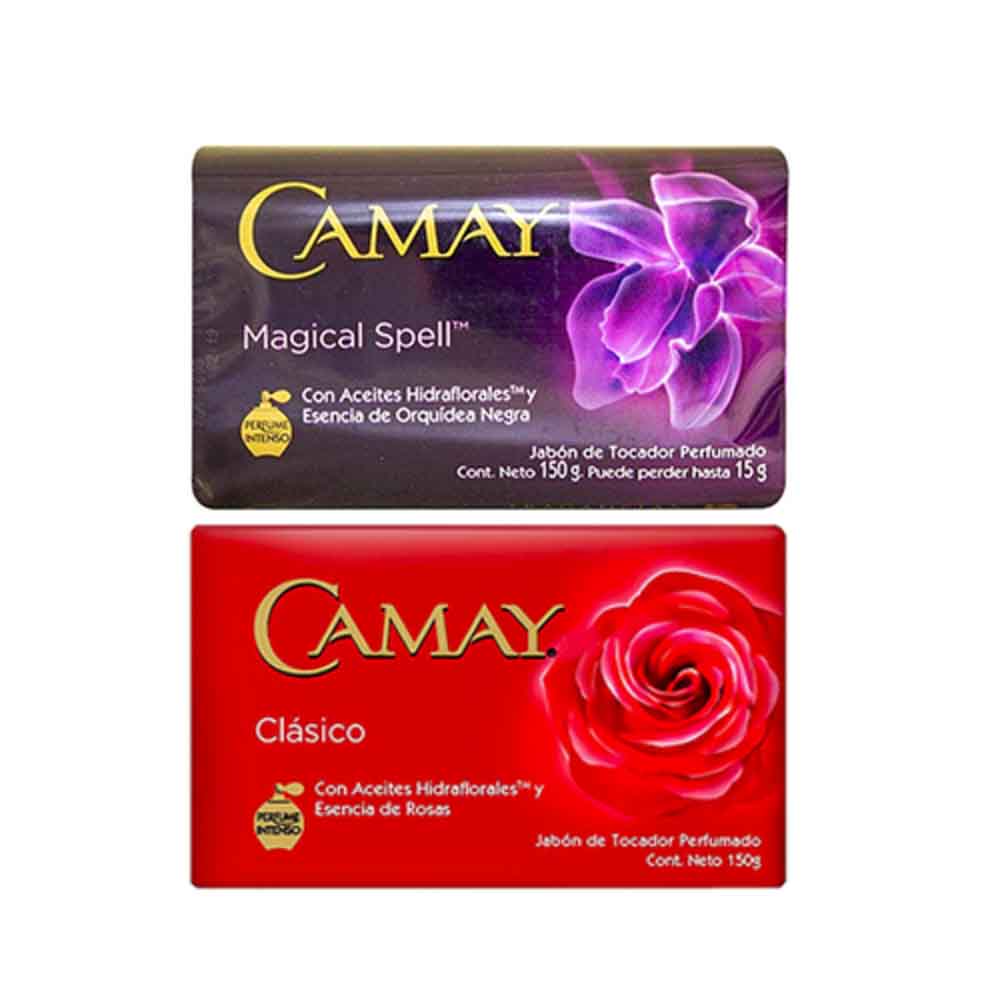 CAMAY
Magical Spell™
PERFUME
INTENSO
Con Aceites Hidraflorales™ y
Esencia de Orquídea Negra
Jabón de Tocador Perfumado
Cont. Neto 150 g. Puede perder hasta 15 g
CAMAY®
Clásico
PERFUME
INTENSO
Con Aceites Hidraflorales™ y
Esencia de Rosas
Jabón de Tocador Perfumado
Cont. Neto 150g